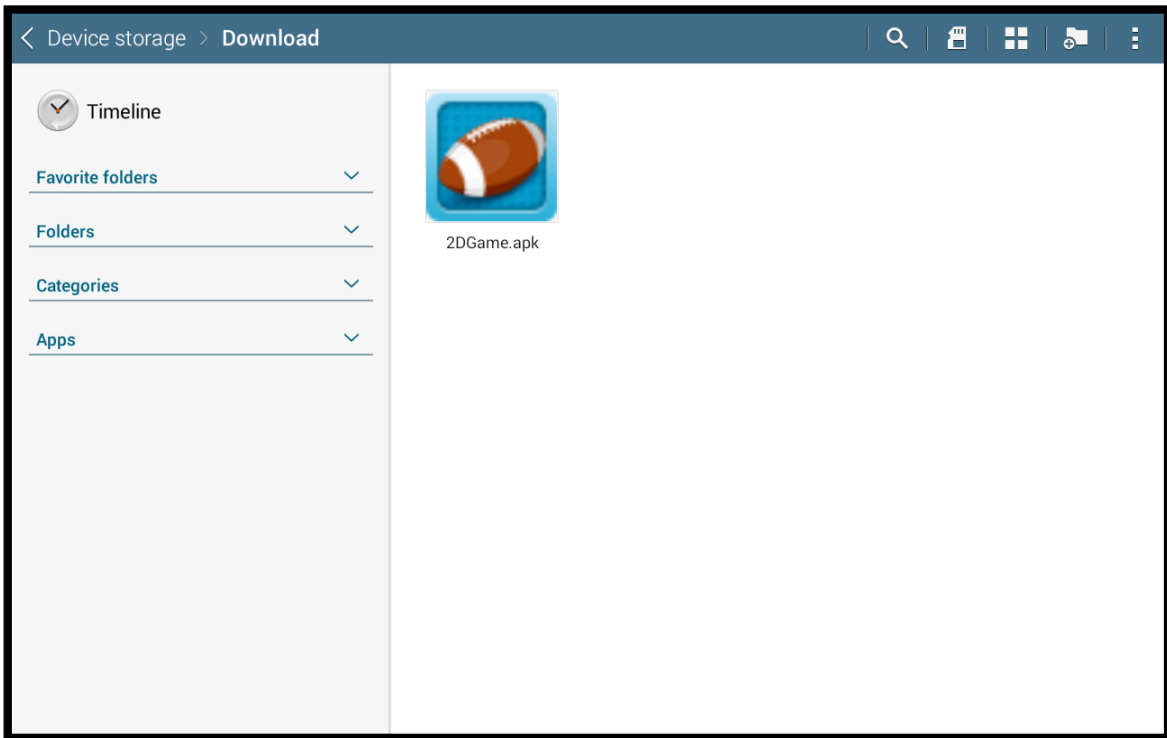 Device storage > Download
Timeline
Favorite folders
Folders
Categories
Apps
2DGame.apk